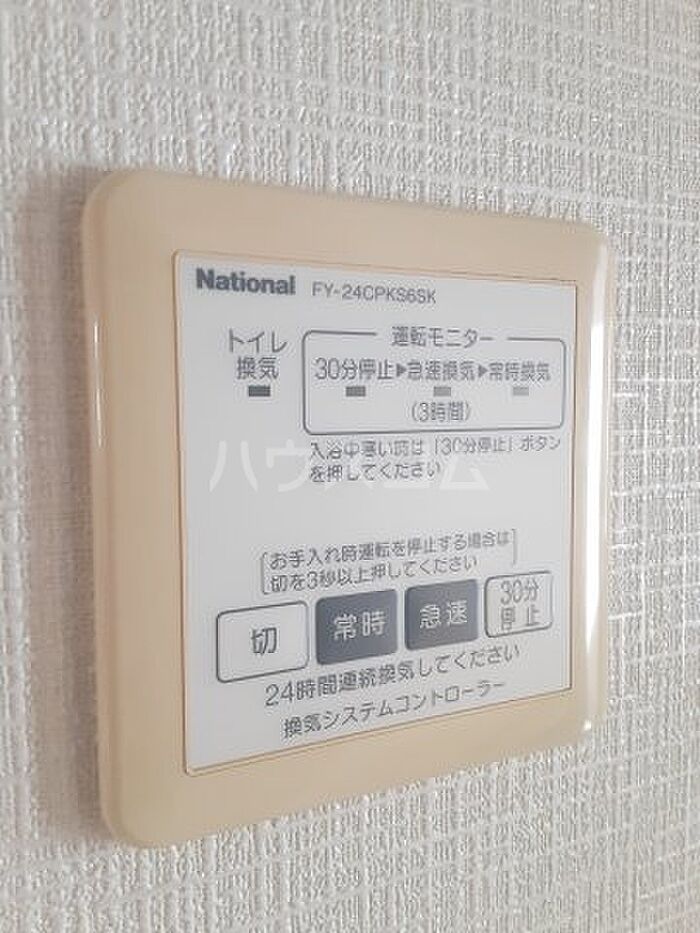 National FY-24CPKS6SK
トイレ
換気
運転モニター
30分停止▶急速換気▶常時換気
(3時間)
入浴中寒い時は「30分停止」ボタン
を押してください
ハウスコム
お手入れ時運転を停止する場合は
切を3秒以上押してください
切 常時 急速 30分
停止
24時間連続換気してください
換気システムコントローラー